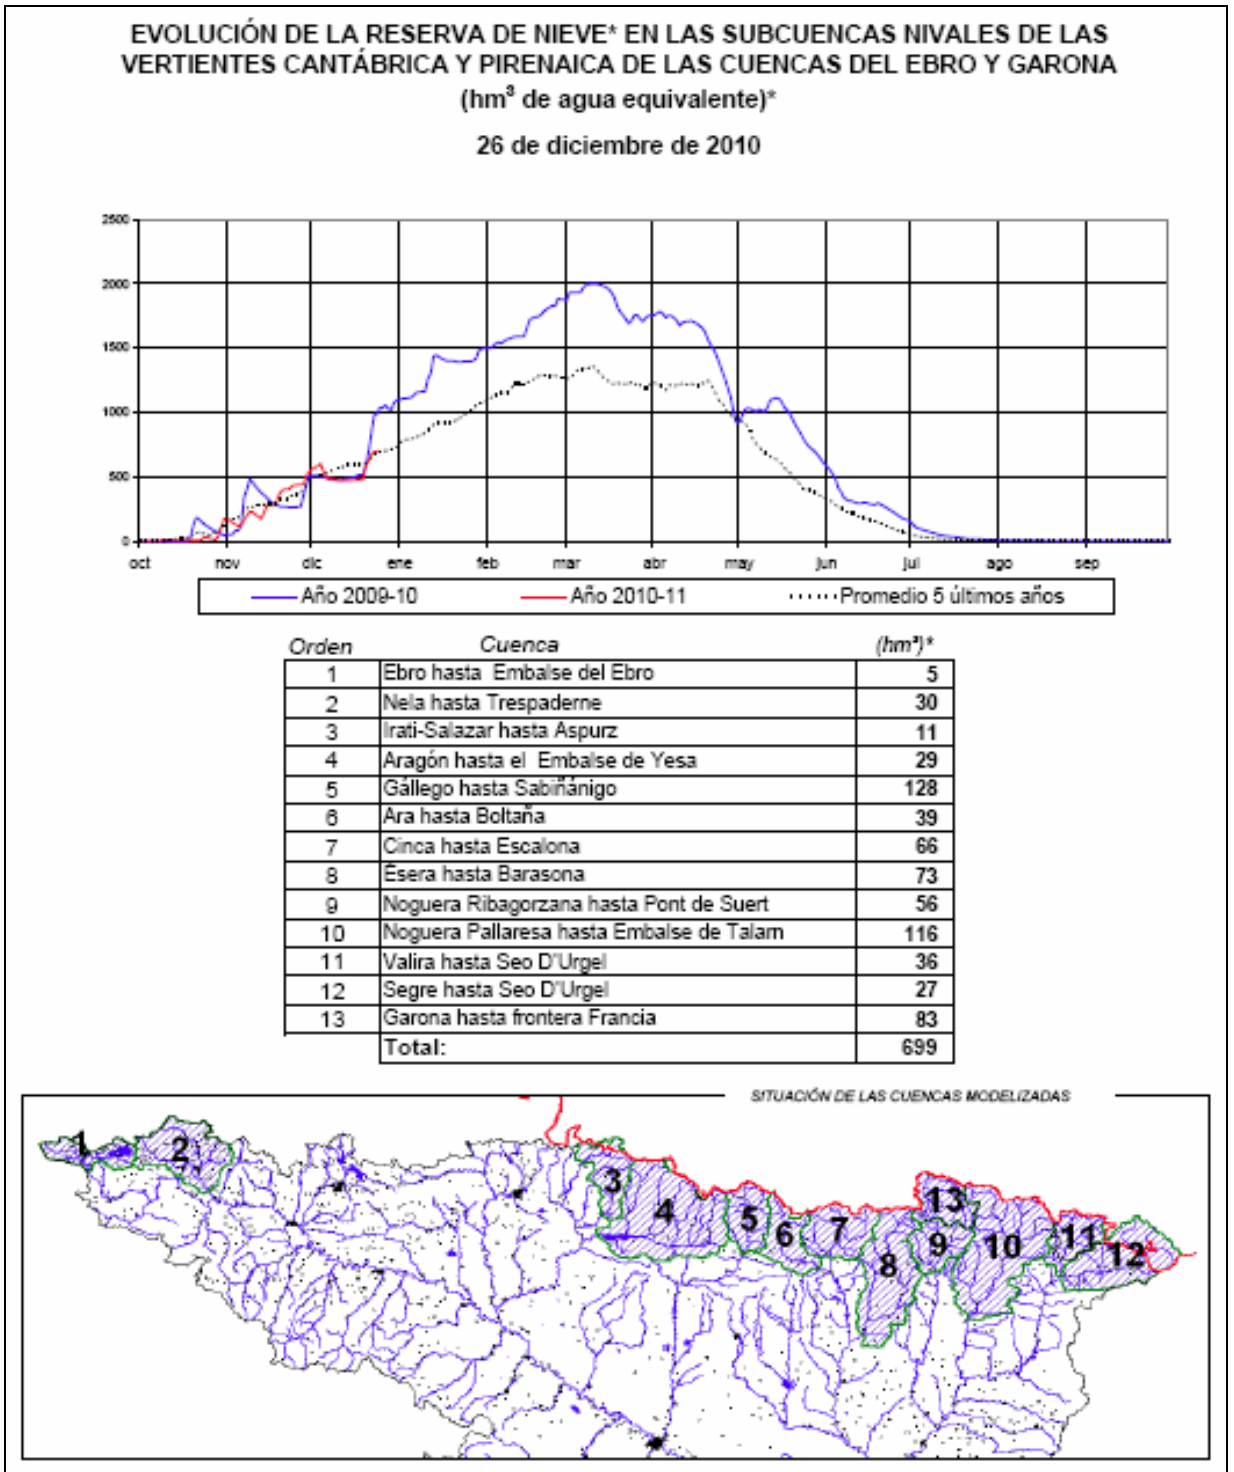 EVOLUCIÓN DE LA RESERVA DE NIEVE* EN LAS SUBCUENCAS NIVALES DE LAS
VERTIENTES CANTÁBRICA Y PIRENAICA DE LAS CUENCAS DEL EBRO Y GARONA
(hm³ de agua equivalente)*
26 de diciembre de 2010
2500
2000
1500
1000
500
0
oct nov dic ene feb mar abr may jun jul ago sep
Año 2009-10 Año 2010-11 Promedio 5 últimos años
Orden Cuenca (hm³)*
1 Ebro hasta Embalse del Ebro 5
2 Nela hasta Trespaderne 30
3 Irati-Salazar hasta Aspurz 11
4 Aragón hasta el Embalse de Yesa 29
5 Gállego hasta Sabiñánigo 128
6 Ara hasta Boltaña 39
7 Cinca hasta Escalona 66
8 Ésera hasta Barasona 73
9 Noguera Ribagorzana hasta Pont de Suert 56
10 Noguera Pallaresa hasta Embalse de Talarn 116
11 Valira hasta Seo D'Urgel 36
12 Segre hasta Seo D'Urgel 27
13 Garona hasta frontera Francia 83
Total: 699
SITUACIÓN DE LAS CUENCAS MODELIZADAS
1 2 3 4 5 6 7 8 9 10 11 12 13